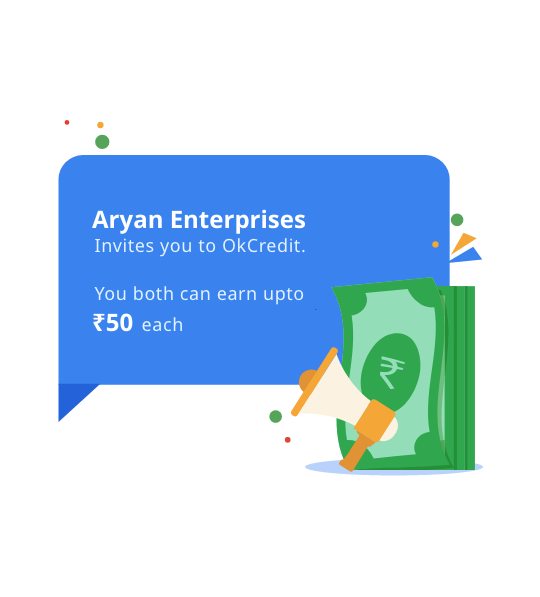 Aryan Enterprises
Invites you to OkCredit.
You both can earn upto
₹50 each
₹